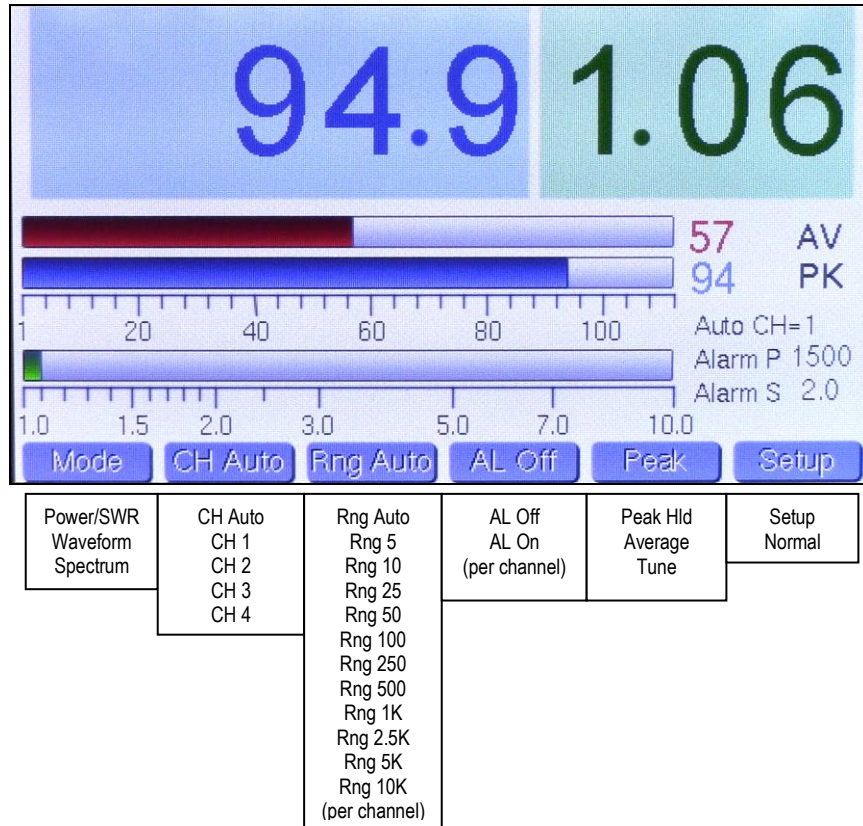 94.9 1.06
57 AV
94 PK
1 20 40 60 80 100
Auto CH=1
Alarm P 1500
Alarm S 2.0
1.0 1.5 2.0 3.0 5.0 7.0 10.0
Mode CH Auto Rng Auto AL Off Peak Setup
Power/SWR
Waveform
Spectrum
CH Auto
CH 1
CH 2
CH 3
CH 4
Rng Auto
Rng 5
Rng 10
Rng 25
Rng 50
Rng 100
Rng 250
Rng 500
Rng 1K
Rng 2.5K
Rng 5K
Rng 10K
(per channel)
AL Off
AL On
(per channel)
Peak Hld
Average
Tune
Setup
Normal